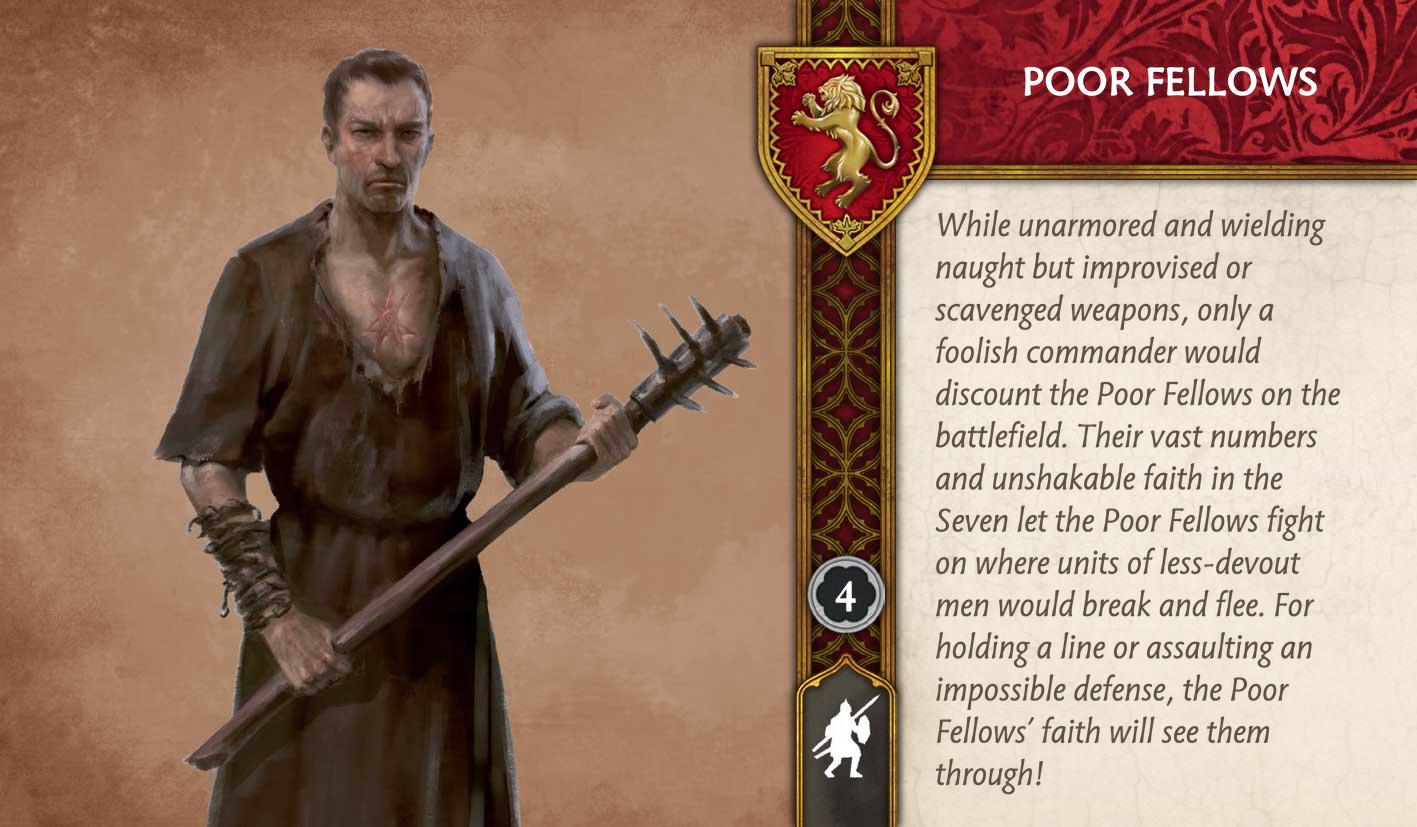 POOR FELLOWS
While unarmored and wielding
naught but improvised or
scavenged weapons, only a
foolish commander would
discount the Poor Fellows on the
battlefield. Their vast numbers
and unshakable faith in the
Seven let the Poor Fellows fight
on where units of less-devout
men would break and flee. For
holding a line or assaulting an
impossible defense, the Poor
Fellows’ faith will see them
through!
4